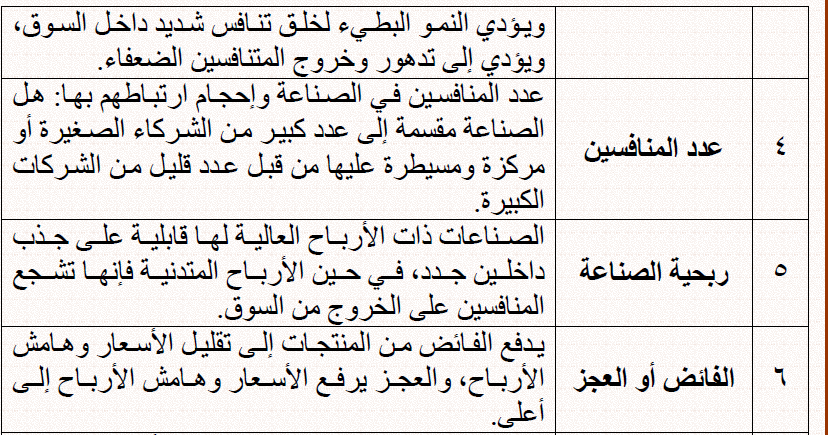 ويؤدي النمو البطيء لخلق تنافس شديد داخل السوق،
ويؤدي إلى تدهور وخروج المتنافسين الضعفاء.
٤
عدد المنافسين
عدد المنافسين في الصناعة وإحجام ارتباطهم بها: هل
الصناعة مقسمة إلى عدد كبير من الشركاء الصغيرة أو
مركزة ومسيطرة عليها من قبل عدد قليل من الشركات
الكبيرة.
٥
ربحية الصناعة
الصناعات ذات الأرباح العالية لها قابلية على جذب
داخلين جدد، في حين الأرباح المتدنية فإنها تشجع
المنافسين على الخروج من السوق.
٦
الفائض أو العجز
يدفع الفائض من المنتجات إلى تقليل الأسعار وهامش
الأرباح، والعجز يرفع الأسعار وهامش الأرباح إلى
أعلى.